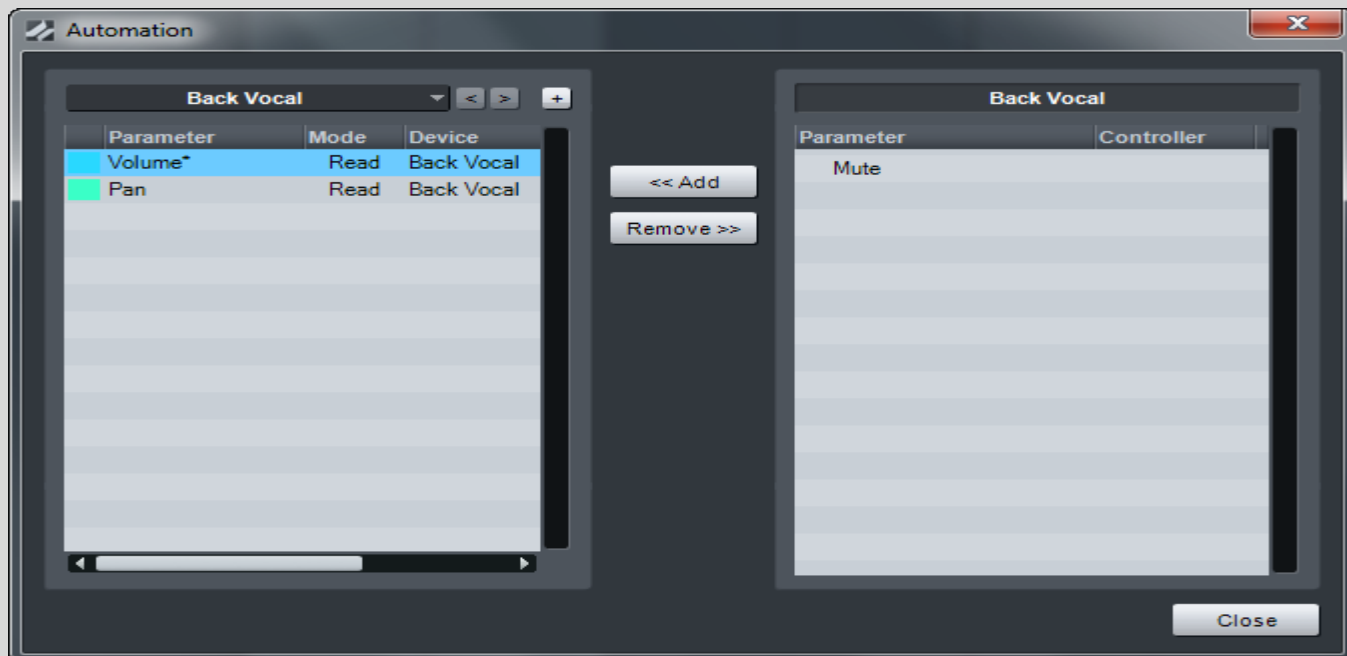 Automation
Back Vocal < > +
Parameter Mode Device
Volume* Read Back Vocal
Pan Read Back Vocal
<< Add
Remove >>
Back Vocal
Parameter Controller
Mute
Close